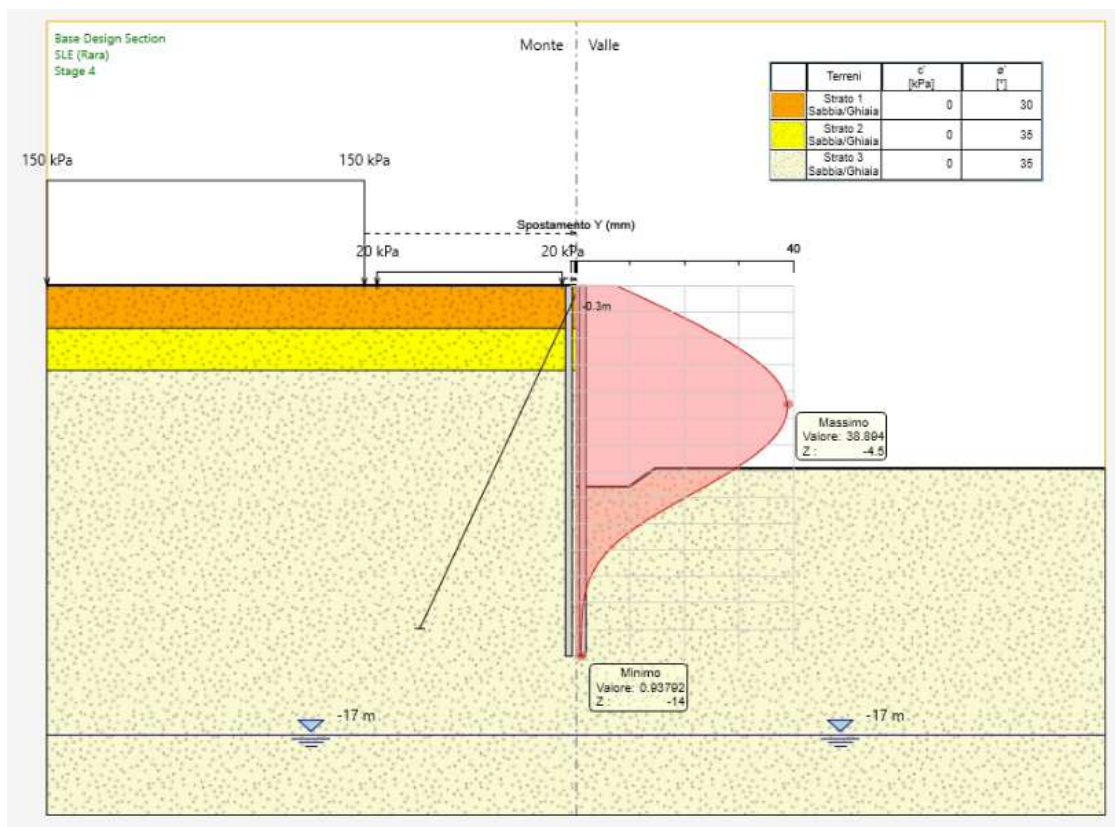 Base Design Section
SLE (Rara)
Stage 4
Monte
Valle
Terreni
c'
[kPa]
ø'
[°]
Strato 1
Sabbia/Ghiaia
0
30
Strato 2
Sabbia/Ghiaia
0
35
Strato 3
Sabbia/Ghiaia
0
35
150 kPa
150 kPa
Spostamento Y (mm)
20 kPa
20 kPa
40
-0.3m
Massimo
Valore: 38.894
Z : -4.5
Minimo
Valore: 0.93792
Z : -14
-17 m
-17 m